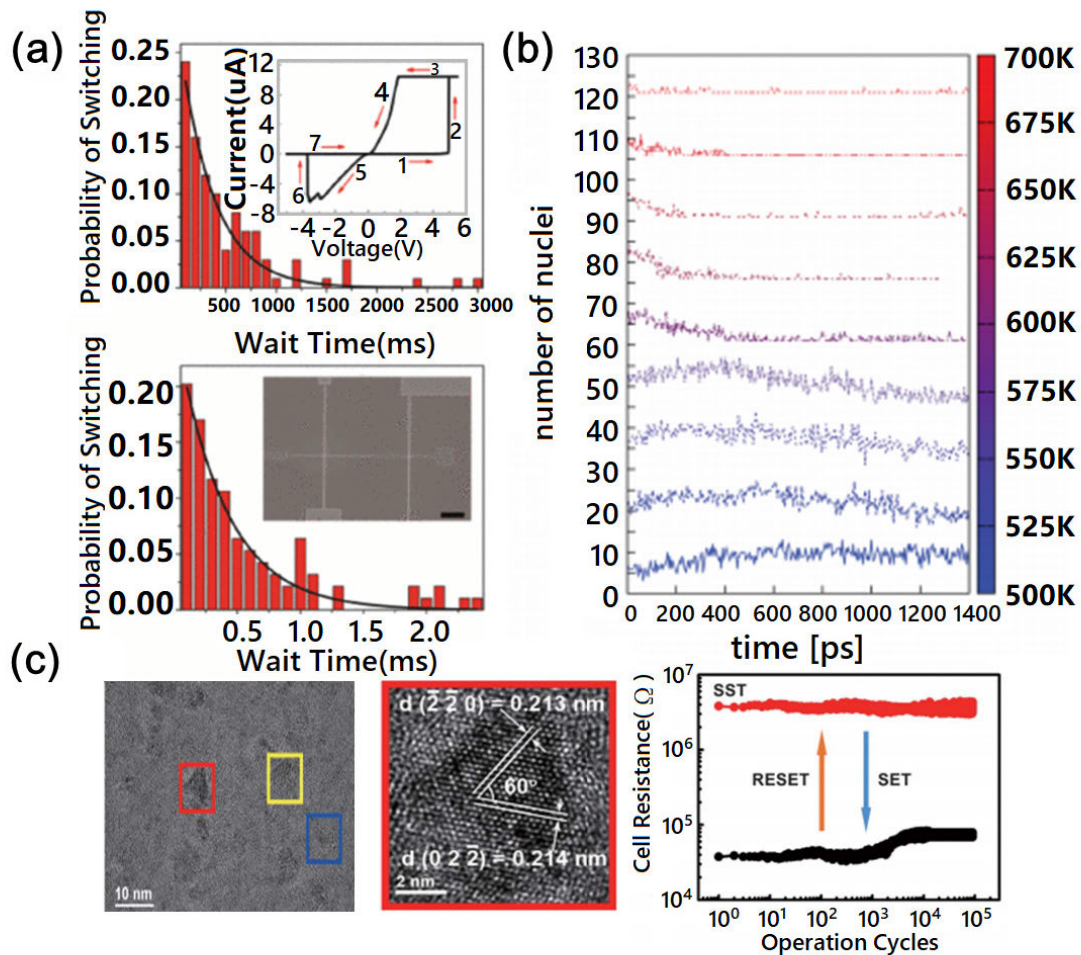 (a)
Probability of Switching
0.25
0.20
0.15
0.10
0.05
0.00
500 1000 1500 2000 2500 3000
Wait Time(ms)
Current(uA)
12
8
4
0
-4
-8
-4 -2 0 2 4 6
Voltage(V)
3
4
2
7
1
5
6
Probability of Switching
0.20
0.15
0.10
0.05
0.00
0.5 1.0 1.5 2.0
Wait Time(ms)
(b)
number of nuclei
130
120
110
100
90
80
70
60
50
40
30
20
10
0
0 200 400 600 800 1000 1200 1400
time [ps]
700K
675K
650K
625K
600K
575K
550K
525K
500K
(c)
10 nm
d (2̄ 2̄ 0) = 0.213 nm
60°
d (0 2 2̄) = 0.214 nm
2 nm
Cell Resistance( Ω )
10⁷
10⁶
10⁵
10⁴
SST
RESET
SET
10⁰ 10¹ 10² 10³ 10⁴ 10⁵
Operation Cycles